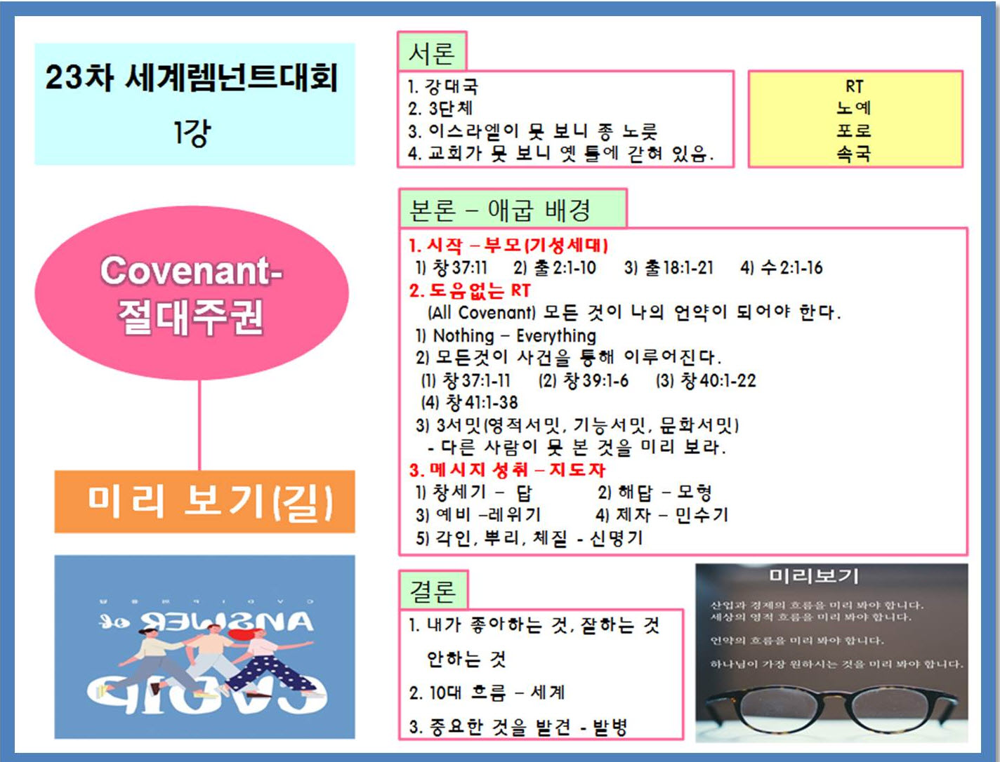 23차 세계렘넌트대회
1강
Covenant-
절대주권
미리 보기(길)
C V A D I P 의 응 답
ANSWER of
CVADIP
서론
1. 강대국
2. 3단체
3. 이스라엘이 못 보니 종 노릇
4. 교회가 못 보니 옛 틀에 갇혀 있음.
RT
노예
포로
속국
본론 – 애굽 배경
1. 시작 – 부모(기성세대)
1) 창37:11 2) 출2:1-10 3) 출18:1-21 4) 수2:1-16
2. 도움없는 RT
(All Covenant) 모든 것이 나의 언약이 되어야 한다.
1) Nothing – Everything
2) 모든것이 사건을 통해 이루어진다.
(1) 창37:1-11 (2) 창39:1-6 (3) 창40:1-22
(4) 창41:1-38
3) 3서밋(영적서밋, 기능서밋, 문화서밋)
- 다른 사람이 못 본 것을 미리 보라.
3. 메시지 성취 – 지도자
1) 창세기 – 답 2) 해답 – 모형
3) 예비 –레위기 4) 제자 – 민수기
5) 각인, 뿌리, 체질 - 신명기
결론
1. 내가 좋아하는 것, 잘하는 것
안하는 것
2. 10대 흐름 – 세계
3. 중요한 것을 발견 - 발병
미리보기
산업과 경제의 흐름을 미리 봐야 합니다.
세상의 영적 흐름을 미리 봐야 합니다.
언약의 흐름을 미리 봐야 합니다.
하나님이 가장 원하시는 것을 미리 봐야 합니다.